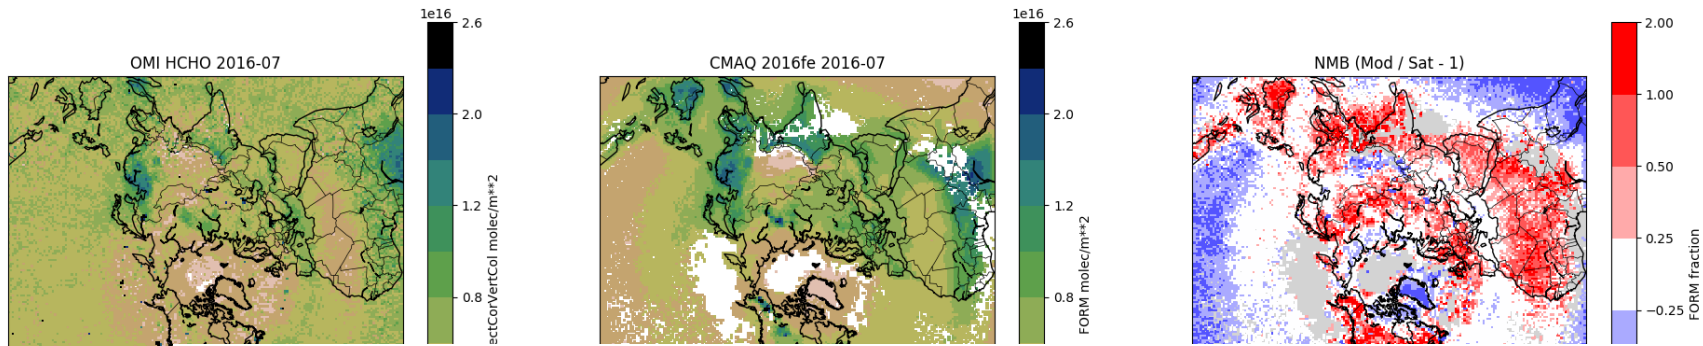 1e16
2.6
OMI HCHO 2016-07
2.0
1.2
0.8
ectCorVertCol molec/m**2
1e16
2.6
CMAQ 2016fe 2016-07
2.0
1.2
0.8
FORM molec/m**2
2.00
NMB (Mod / Sat - 1)
1.00
0.50
0.25
−0.25
FORM fraction